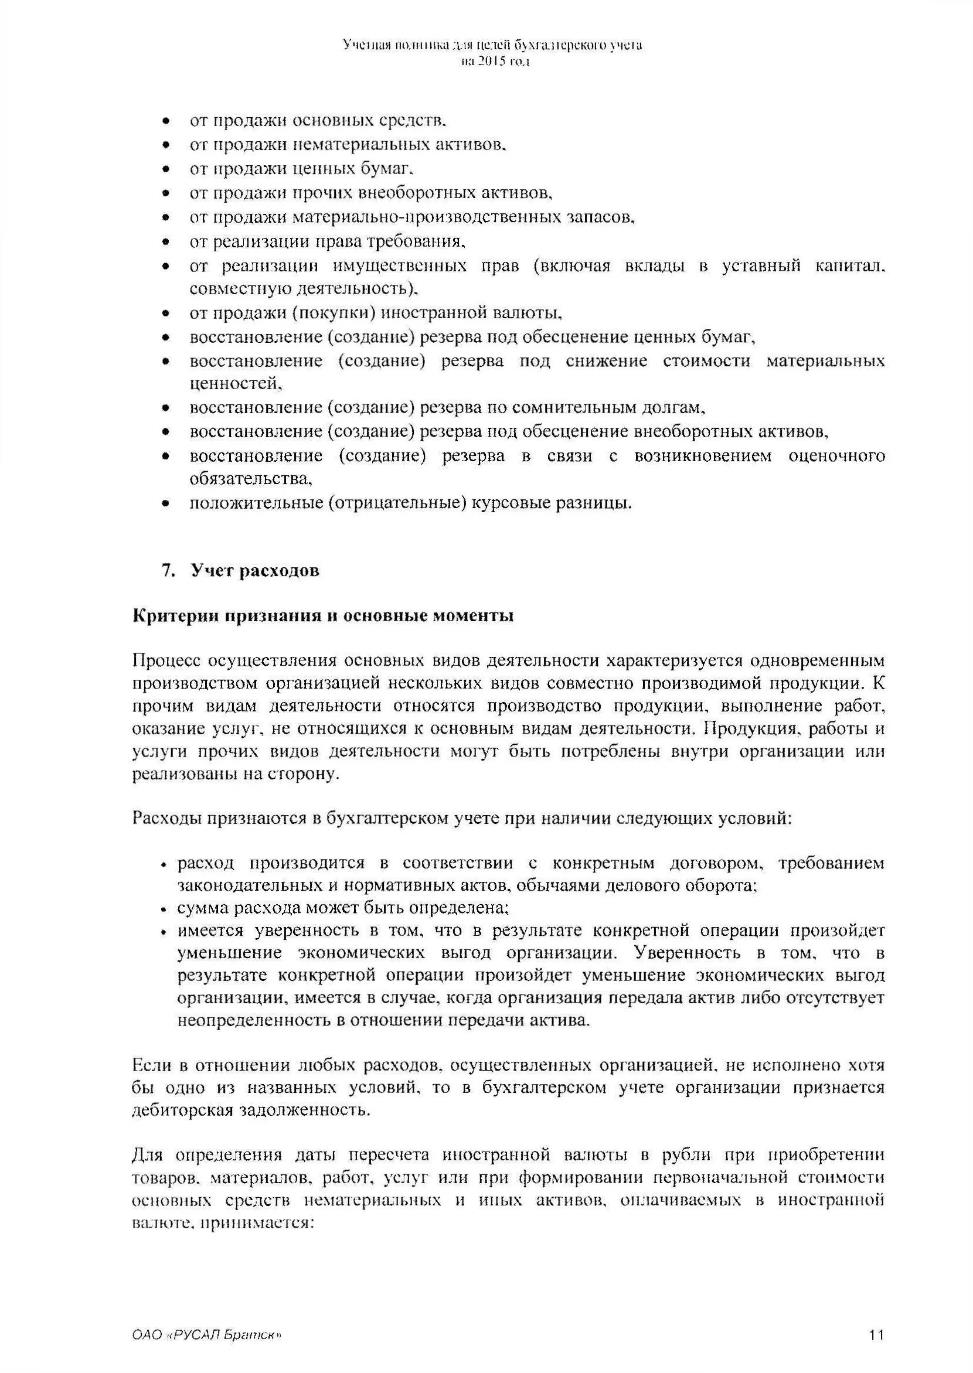 Учетная политика для целей бухгалтерского учета
на 2015 год
• от продажи основных средств,
• от продажи нематериальных активов,
• от продажи ценных бумаг,
• от продажи прочих внеоборотных активов,
• от продажи материально-производственных запасов,
• от реализации права требования,
• от реализации имущественных прав (включая вклады в уставный капитал,
совместную деятельность),
• от продажи (покупки) иностранной валюты,
• восстановление (создание) резерва под обесценение ценных бумаг,
• восстановление (создание) резерва под снижение стоимости материальных
ценностей,
• восстановление (создание) резерва по сомнительным долгам,
• восстановление (создание) резерва под обесценение внеоборотных активов,
• восстановление (создание) резерва в связи с возникновением оценочного
обязательства,
• положительные (отрицательные) курсовые разницы.
7. Учет расходов
Критерии признания и основные моменты
Процесс осуществления основных видов деятельности характеризуется одновременным
производством организацией нескольких видов совместно производимой продукции. К
прочим видам деятельности относятся производство продукции, выполнение работ,
оказание услуг, не относящихся к основным видам деятельности. Продукция, работы и
услуги прочих видов деятельности могут быть потреблены внутри организации или
реализованы на сторону.
Расходы признаются в бухгалтерском учете при наличии следующих условий:
• расход производится в соответствии с конкретным договором, требованием
законодательных и нормативных актов, обычаями делового оборота;
• сумма расхода может быть определена;
• имеется уверенность в том, что в результате конкретной операции произойдет
уменьшение экономических выгод организации. Уверенность в том, что в
результате конкретной операции произойдет уменьшение экономических выгод
организации, имеется в случае, когда организация передала актив либо отсутствует
неопределенность в отношении передачи актива.
Если в отношении любых расходов, осуществленных организацией, не исполнено хотя
бы одно из названных условий, то в бухгалтерском учете организации признается
дебиторская задолженность.
Для определения даты пересчета иностранной валюты в рубли при приобретении
товаров, материалов, работ, услуг или при формировании первоначальной стоимости
основных средств нематериальных и иных активов, оплачиваемых в иностранной
валюте, принимается:
ОАО «РУСАЛ Братск» 11